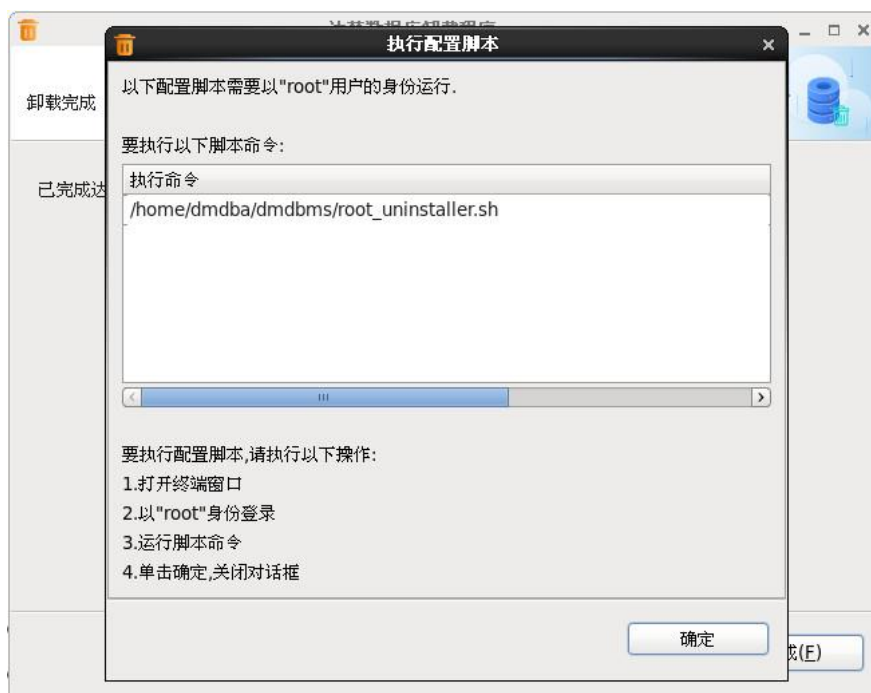 执行配置脚本
卸载完成
以下配置脚本需要以"root"用户的身份运行.
要执行以下脚本命令:
执行命令
已完成达
/home/dmdba/dmdbms/root_uninstaller.sh
要执行配置脚本,请执行以下操作:
1.打开终端窗口
2.以"root"身份登录
3.运行脚本命令
4.单击确定,关闭对话框
确定
(F)